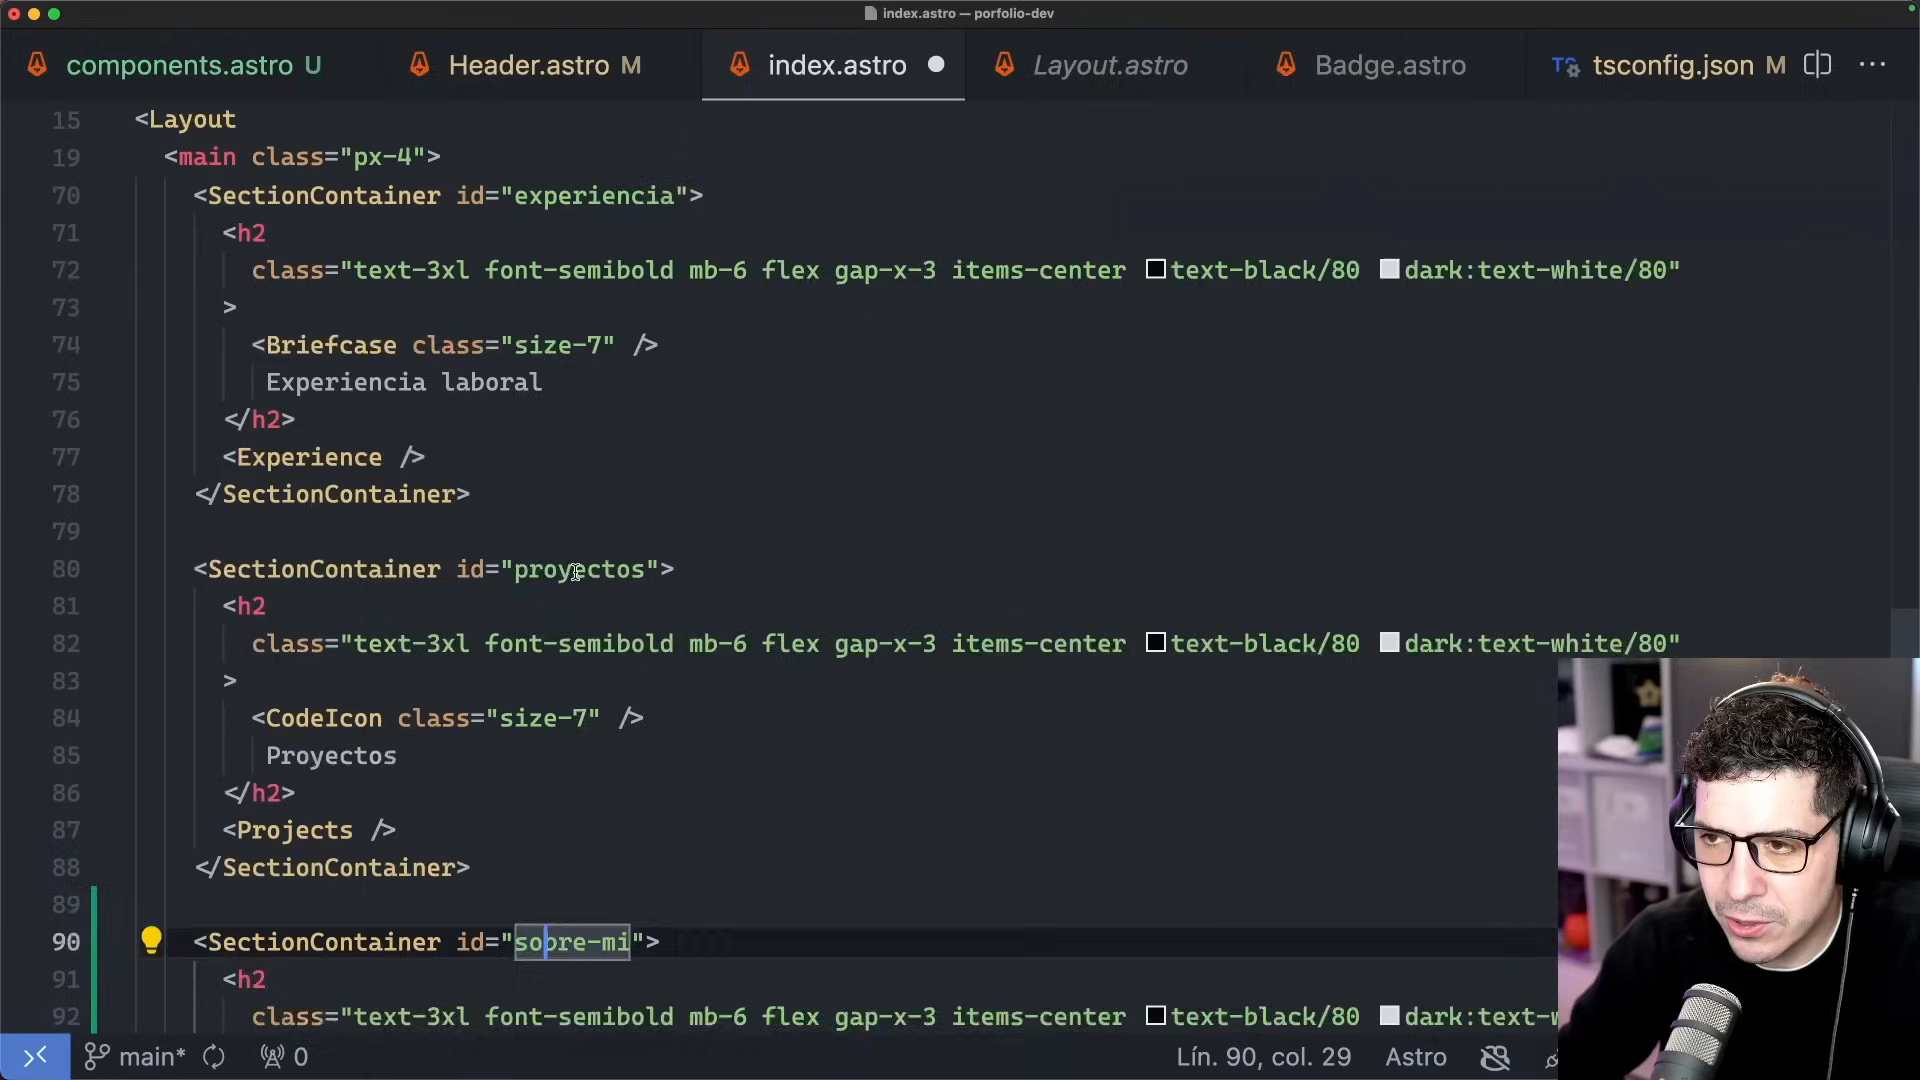 index.astro — porfolio-dev
components.astro U
Header.astro M
index.astro
Layout.astro
Badge.astro
tsconfig.json M
15 <Layout
19 <main class="px-4">
70 <SectionContainer id="experiencia">
71 <h2
72 class="text-3xl font-semibold mb-6 flex gap-x-3 items-center text-black/80 dark:text-white/80"
73 >
74 <Briefcase class="size-7" />
75 Experiencia laboral
76 </h2>
77 <Experience />
78 </SectionContainer>
79
80 <SectionContainer id="proyectos">
81 <h2
82 class="text-3xl font-semibold mb-6 flex gap-x-3 items-center text-black/80 dark:text-white/80"
83 >
84 <CodeIcon class="size-7" />
85 Proyectos
86 </h2>
87 <Projects />
88 </SectionContainer>
89
90 <SectionContainer id="sobre-mi">
91 <h2
92 class="text-3xl font-semibold mb-6 flex gap-x-3 items-center text-black/80 dark:text-w
main* 0 Lín. 90, col. 29 Astro